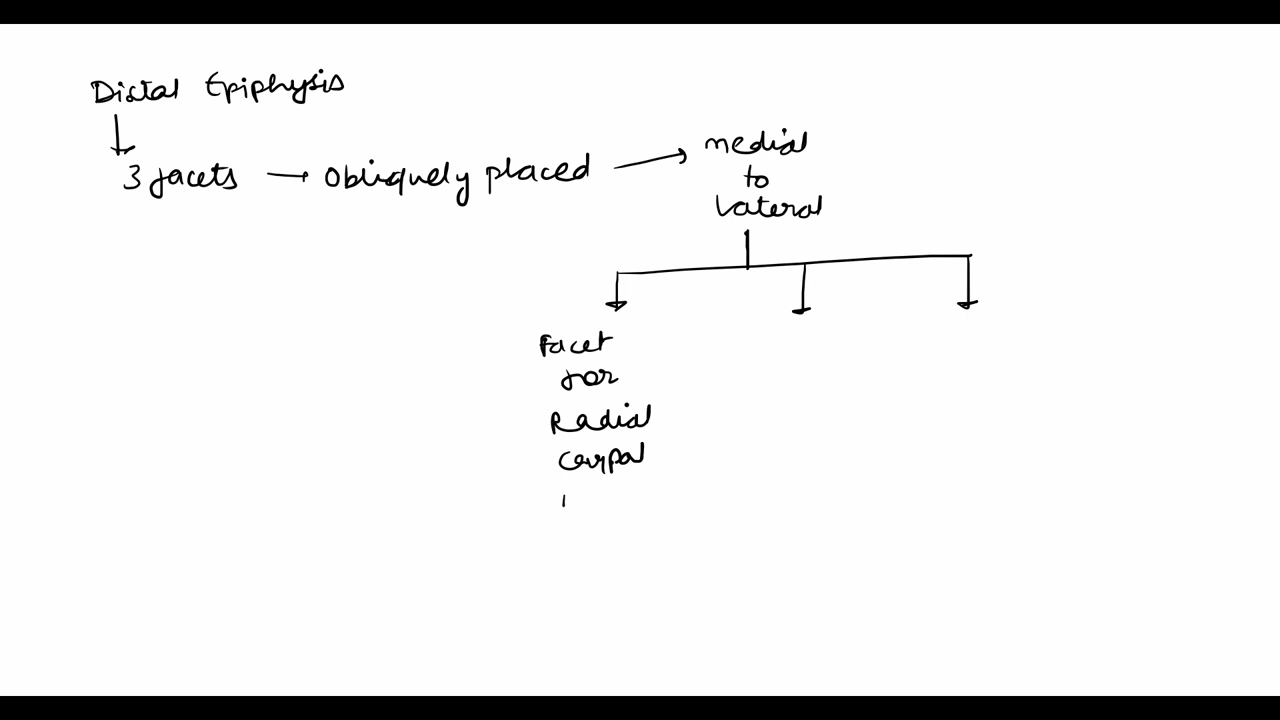 Distal Epiphysis
3 facets → Obliquely placed → medial
to
Lateral
Facet
for
Radial
Carpal